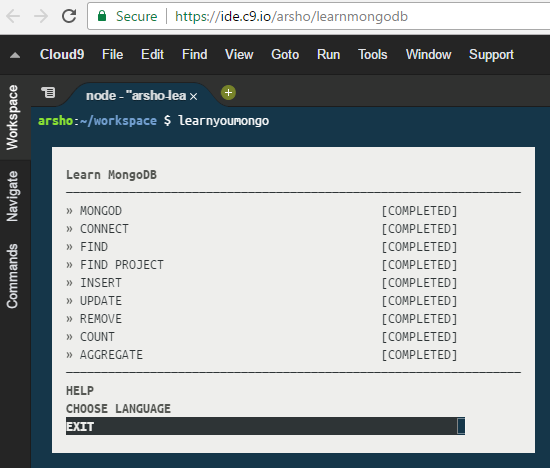 Secure https://ide.c9.io/arsho/learnmongodb
Cloud9 File Edit Find View Goto Run Tools Window Support
Workspace
Navigate
Commands
node - "arsho-lea
arsho:~/workspace $ learnyoumongo
Learn MongoDB
» MONGOD [COMPLETED]
» CONNECT [COMPLETED]
» FIND [COMPLETED]
» FIND PROJECT [COMPLETED]
» INSERT [COMPLETED]
» UPDATE [COMPLETED]
» REMOVE [COMPLETED]
» COUNT [COMPLETED]
» AGGREGATE [COMPLETED]
HELP
CHOOSE LANGUAGE
EXIT